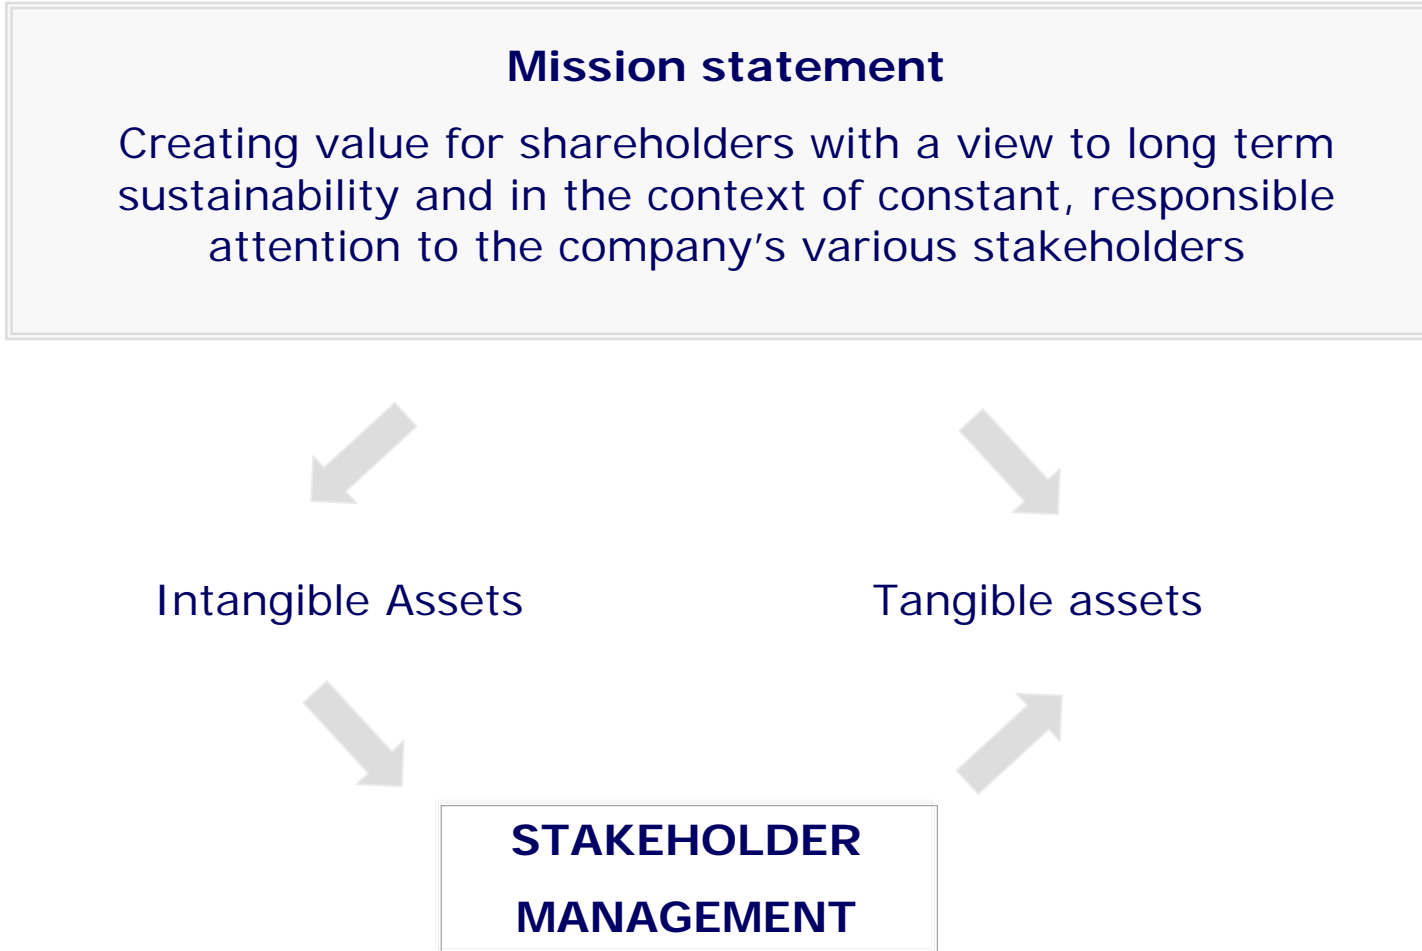 Mission statement
Creating value for shareholders with a view to long term
sustainability and in the context of constant, responsible
attention to the company’s various stakeholders
Intangible Assets
Tangible assets
STAKEHOLDER
MANAGEMENT